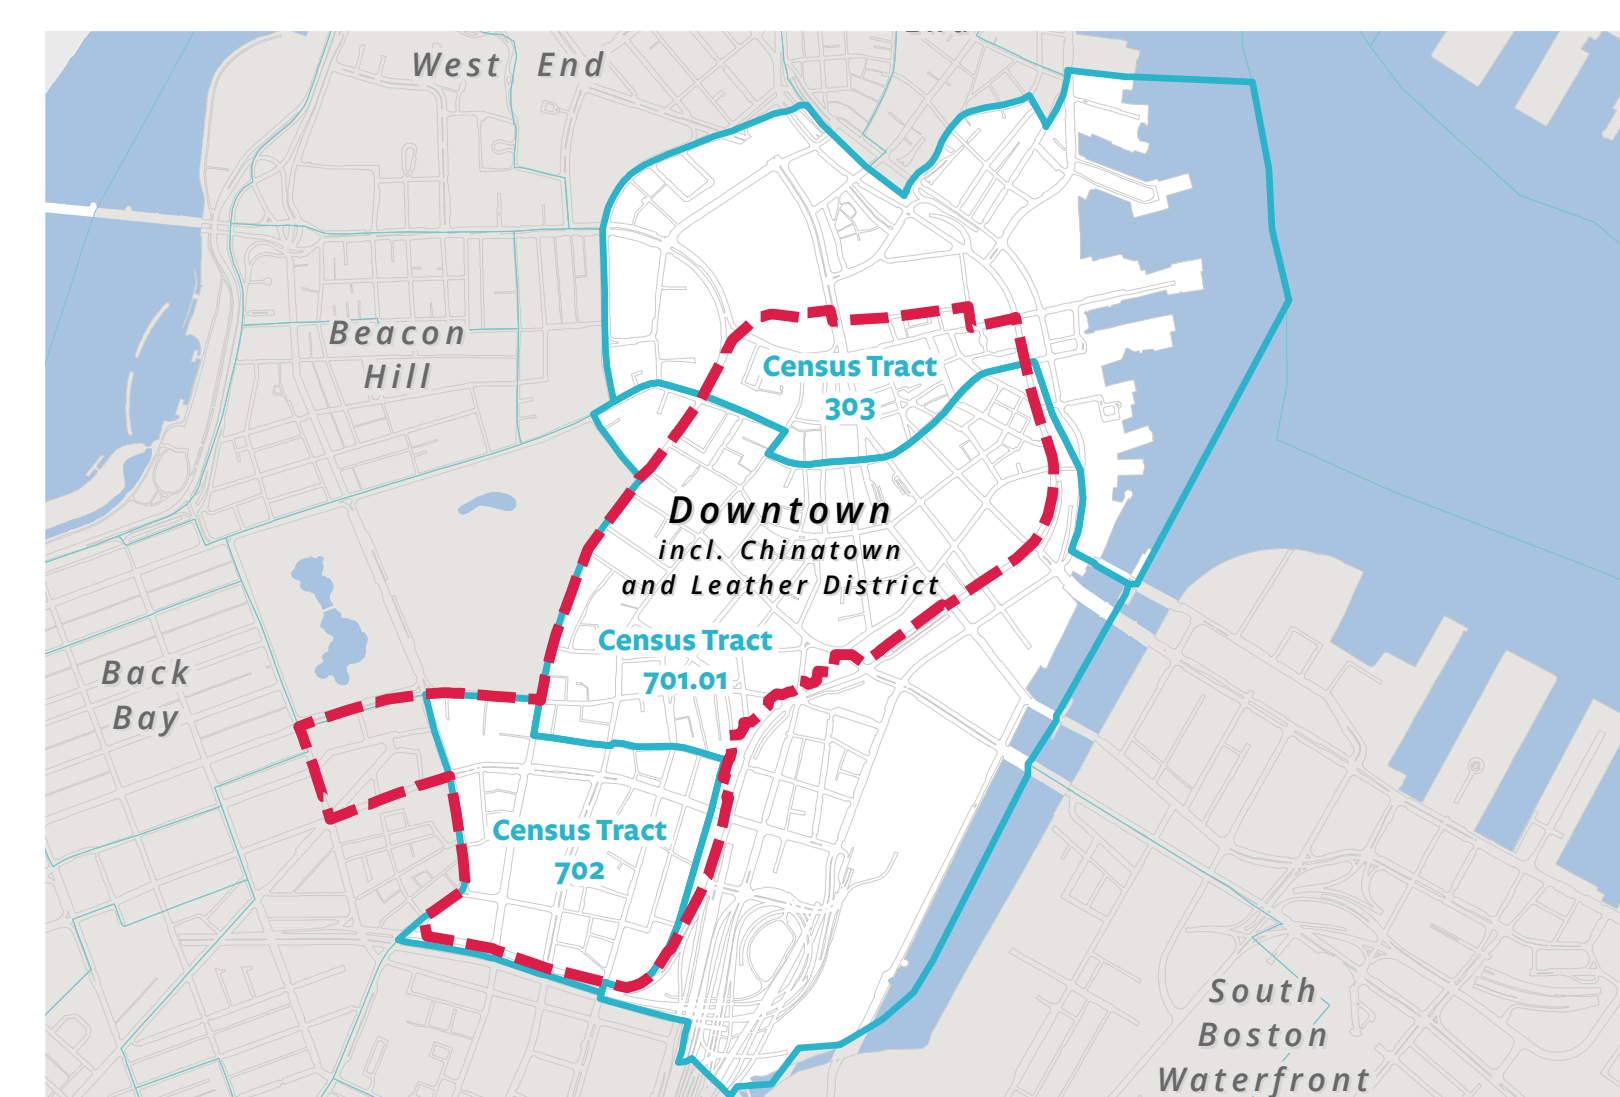 West End
Beacon
Hill
Census Tract
303
Downtown
incl. Chinatown
and Leather District
Census Tract
701.01
Back
Bay
Census Tract
702
South
Boston
Waterfront